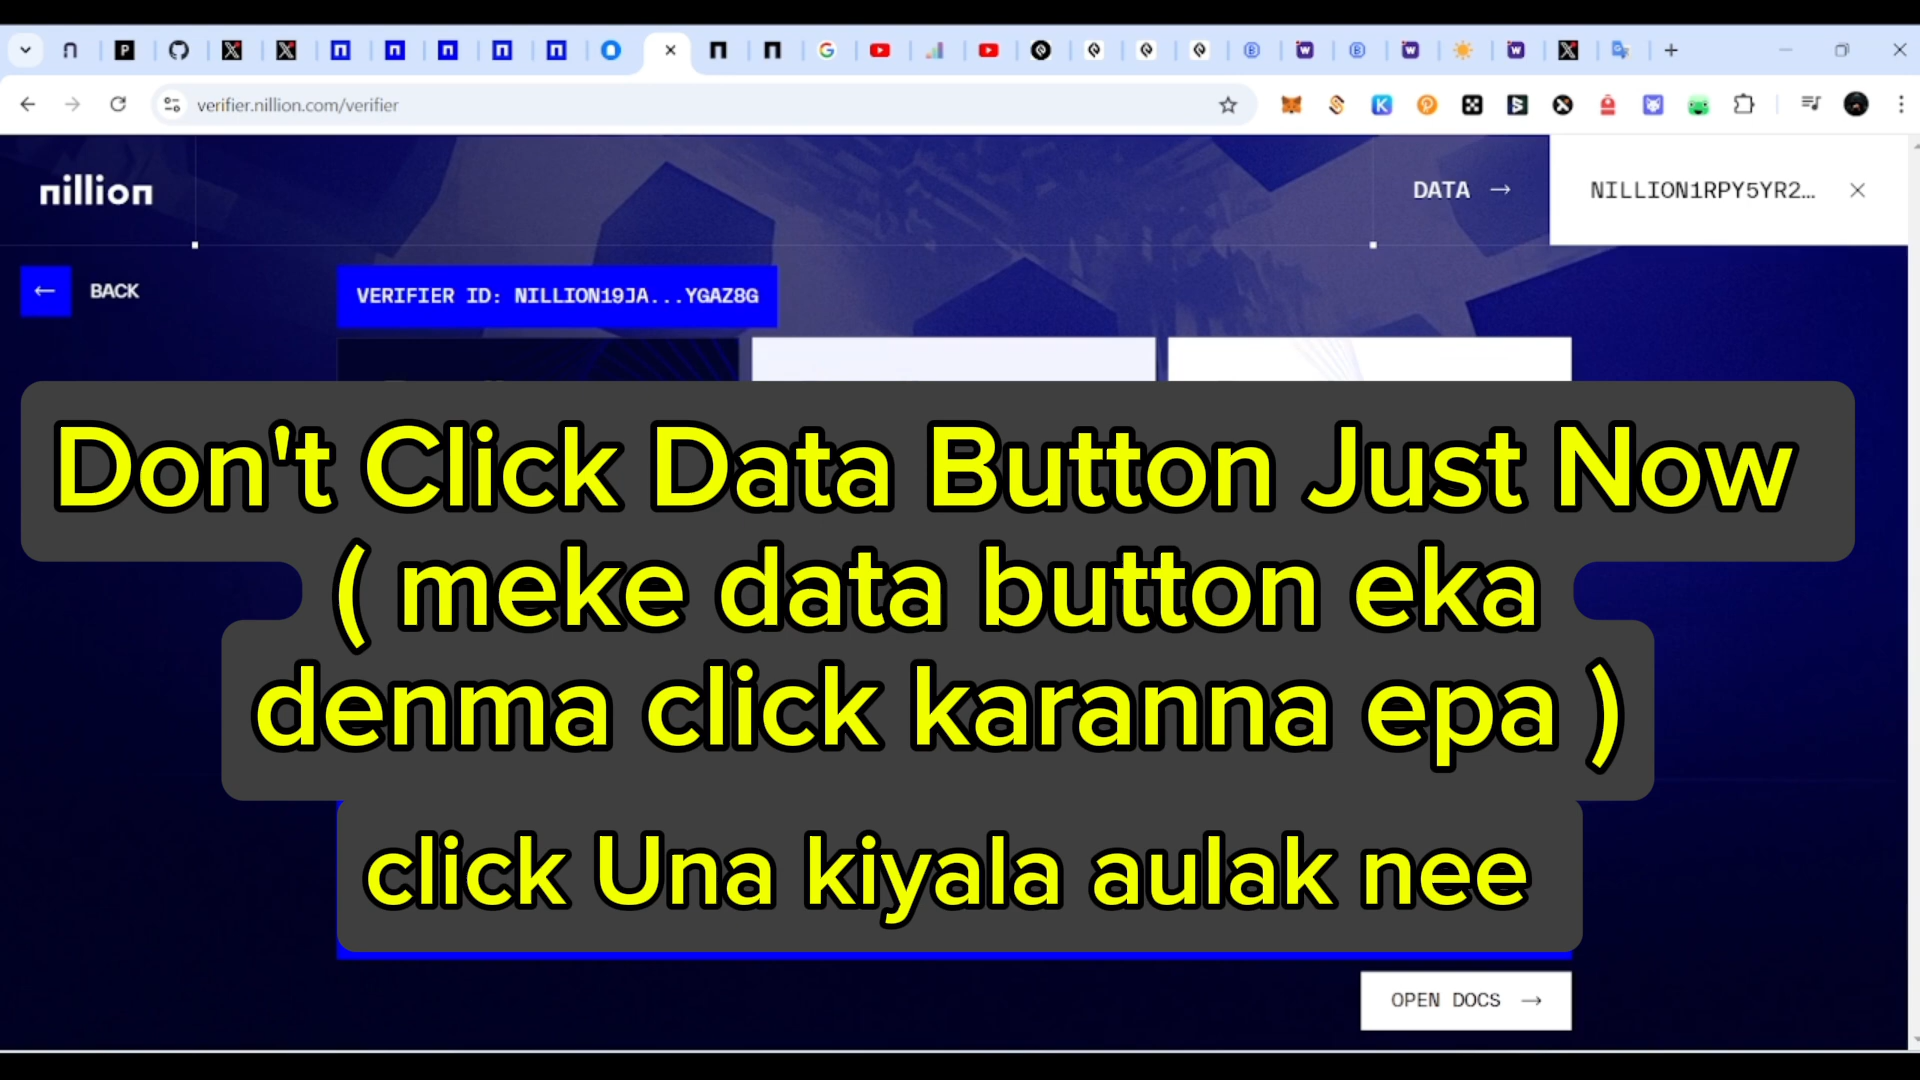 verifier.nillion.com/verifier
nillion
DATA →
NILLION1RPY5YR2...
← BACK
VERIFIER ID: NILLION19JA...YGAZ8G
Don't Click Data Button Just Now
( meke data button eka
denma click karanna epa )
click Una kiyala aulak nee
OPEN DOCS →